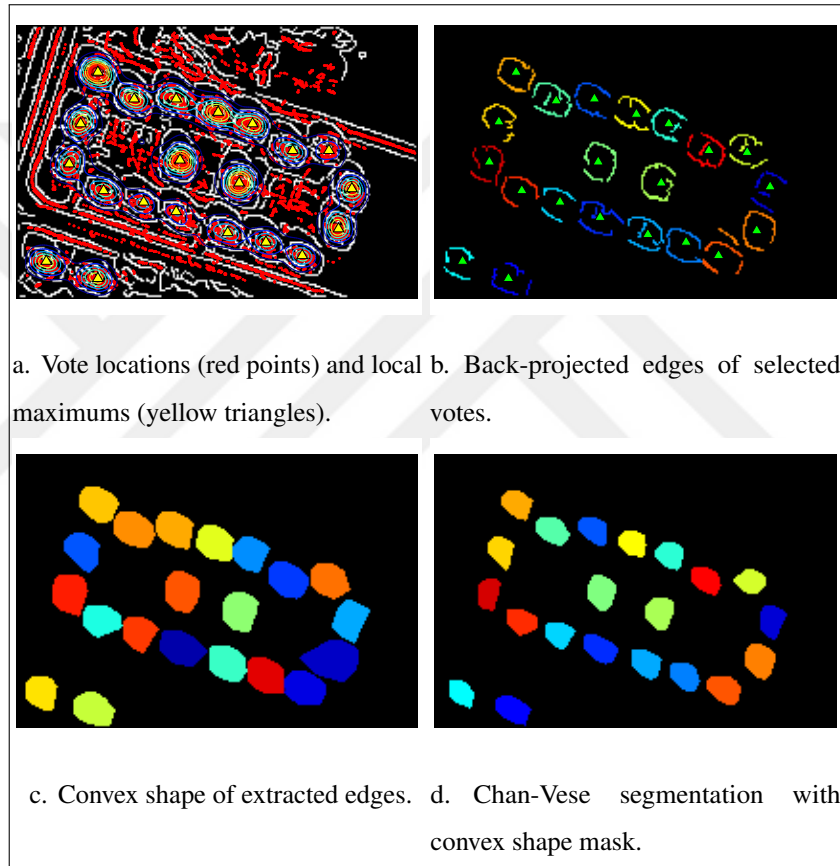 a. Vote locations (red points) and local
maximums (yellow triangles).
b. Back-projected edges of selected
votes.
c. Convex shape of extracted edges.
d. Chan-Vese segmentation with
convex shape mask.